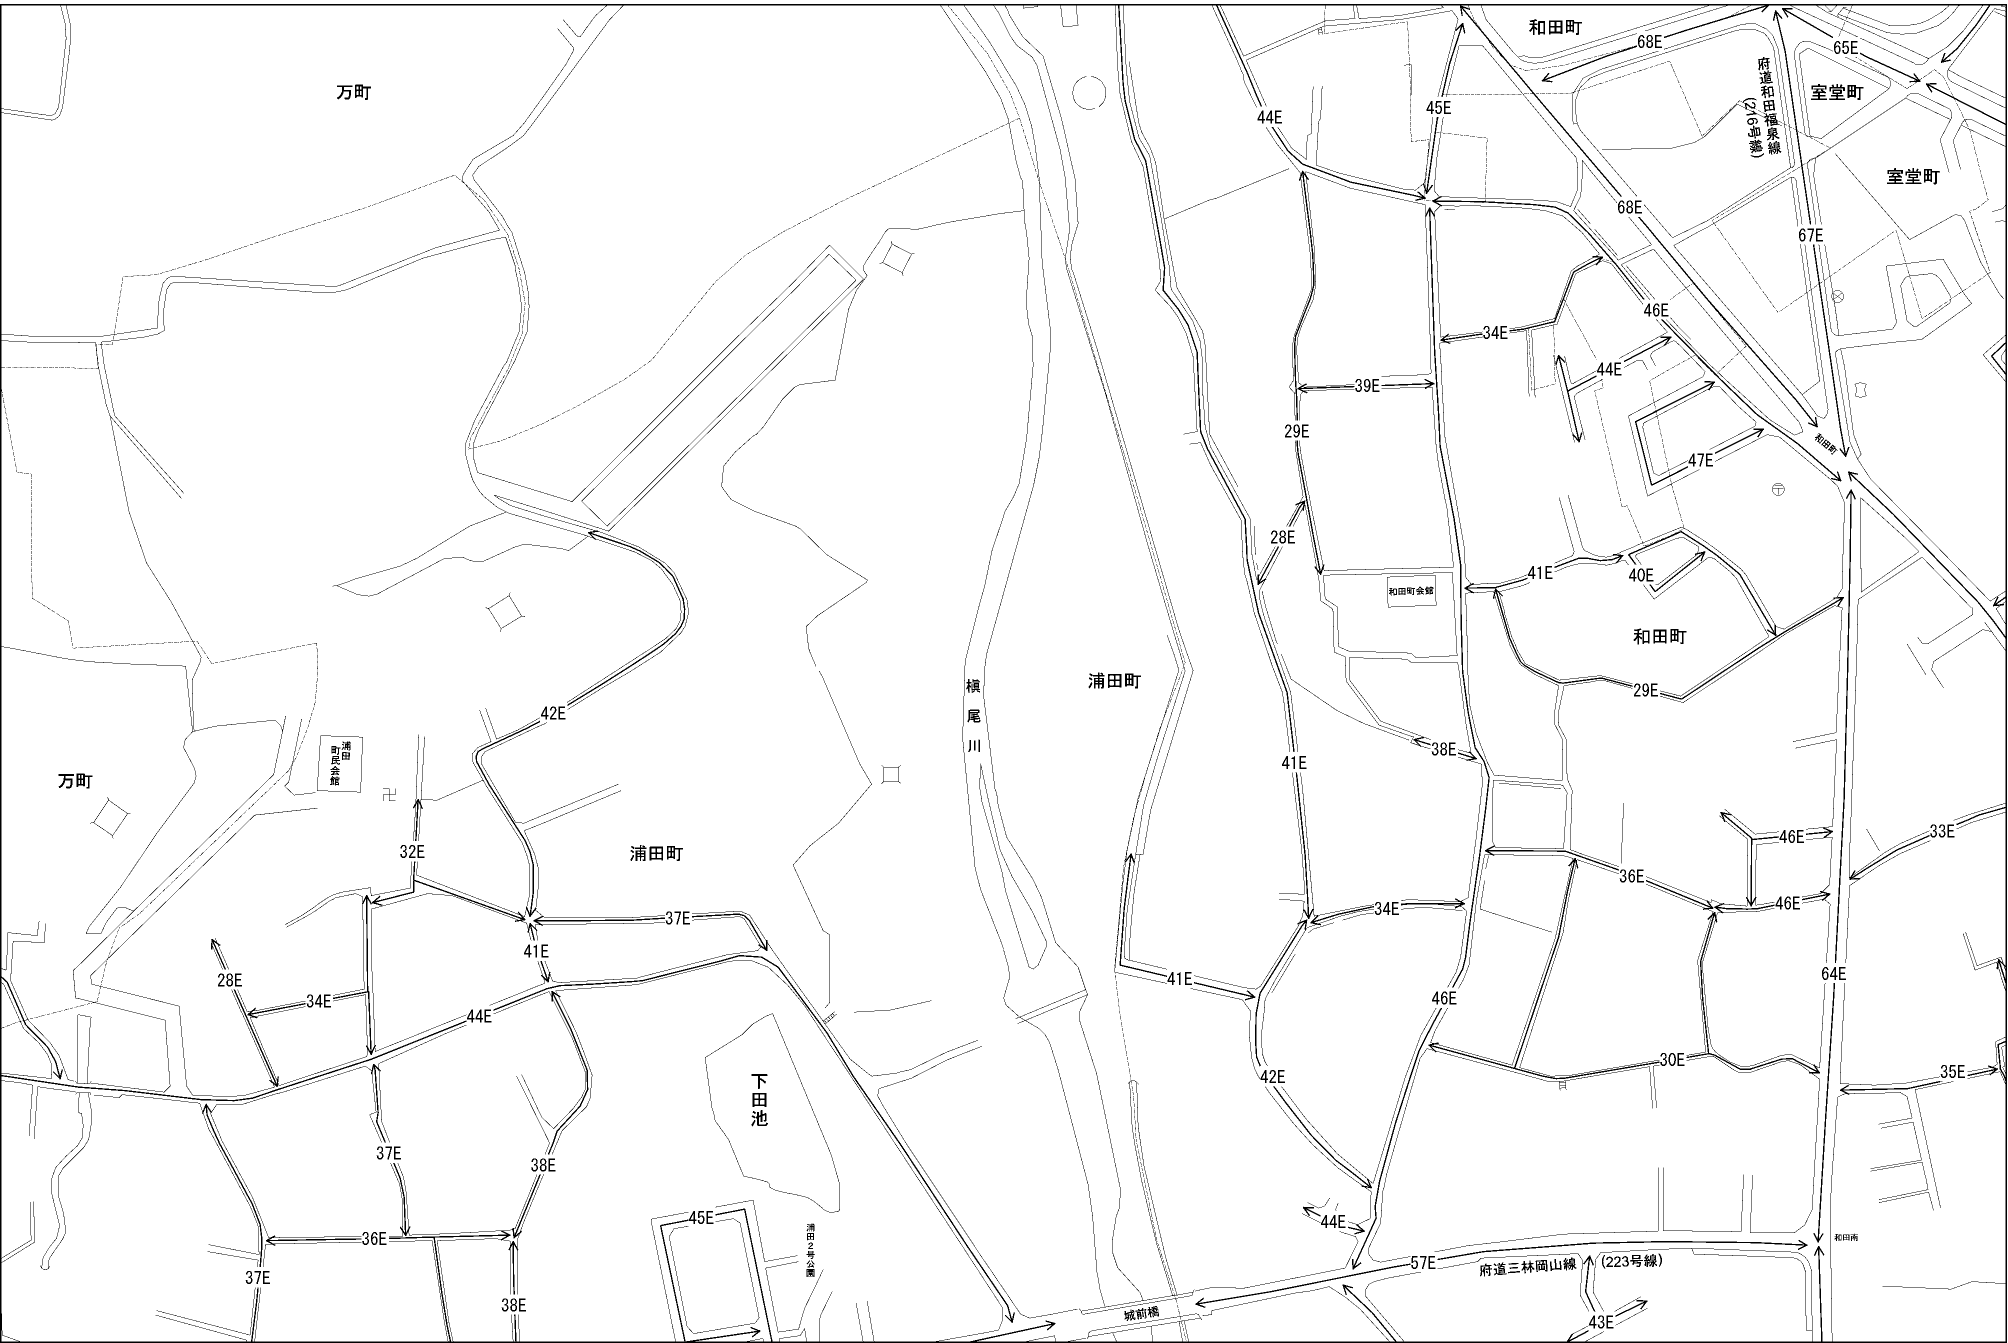 和田町
68E
65E
府道和田福泉線
(216号線)
室堂町
万町
44E
45E
室堂町
68E
67E
46E
34E
44E
39E
29E
和田町
47E
28E
41E
40E
和田町会館
和田町
浦田町
槇尾川
29E
42E
38E
浦田
町民会館
万町
41E
32E
浦田町
46E
33E
36E
46E
34E
37E
41E
28E
34E
44E
41E
64E
46E
30E
35E
42E
下田池
37E
38E
45E
44E
36E
浦田2号公園
和田南
37E
57E
府道三林岡山線
(223号線)
38E
城前橋
43E